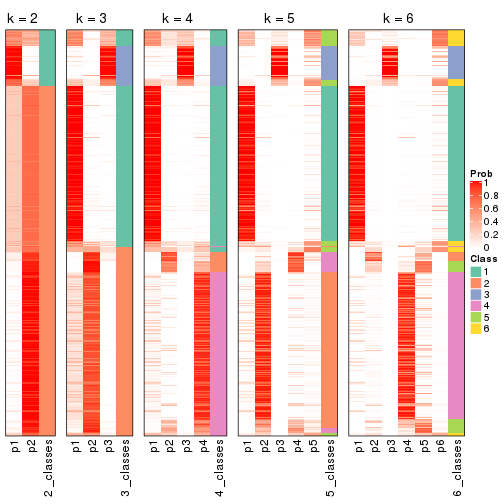 k = 2
k = 3
k = 4
k = 5
k = 6
p1
p2
2_classes
p1
p2
p3
3_classes
p1
p2
p3
p4
4_classes
p1
p2
p3
p4
p5
5_classes
p1
p2
p3
p4
p5
p6
6_classes
Prob
1
0.8
0.6
0.4
0.2
0
Class
1
2
3
4
5
6